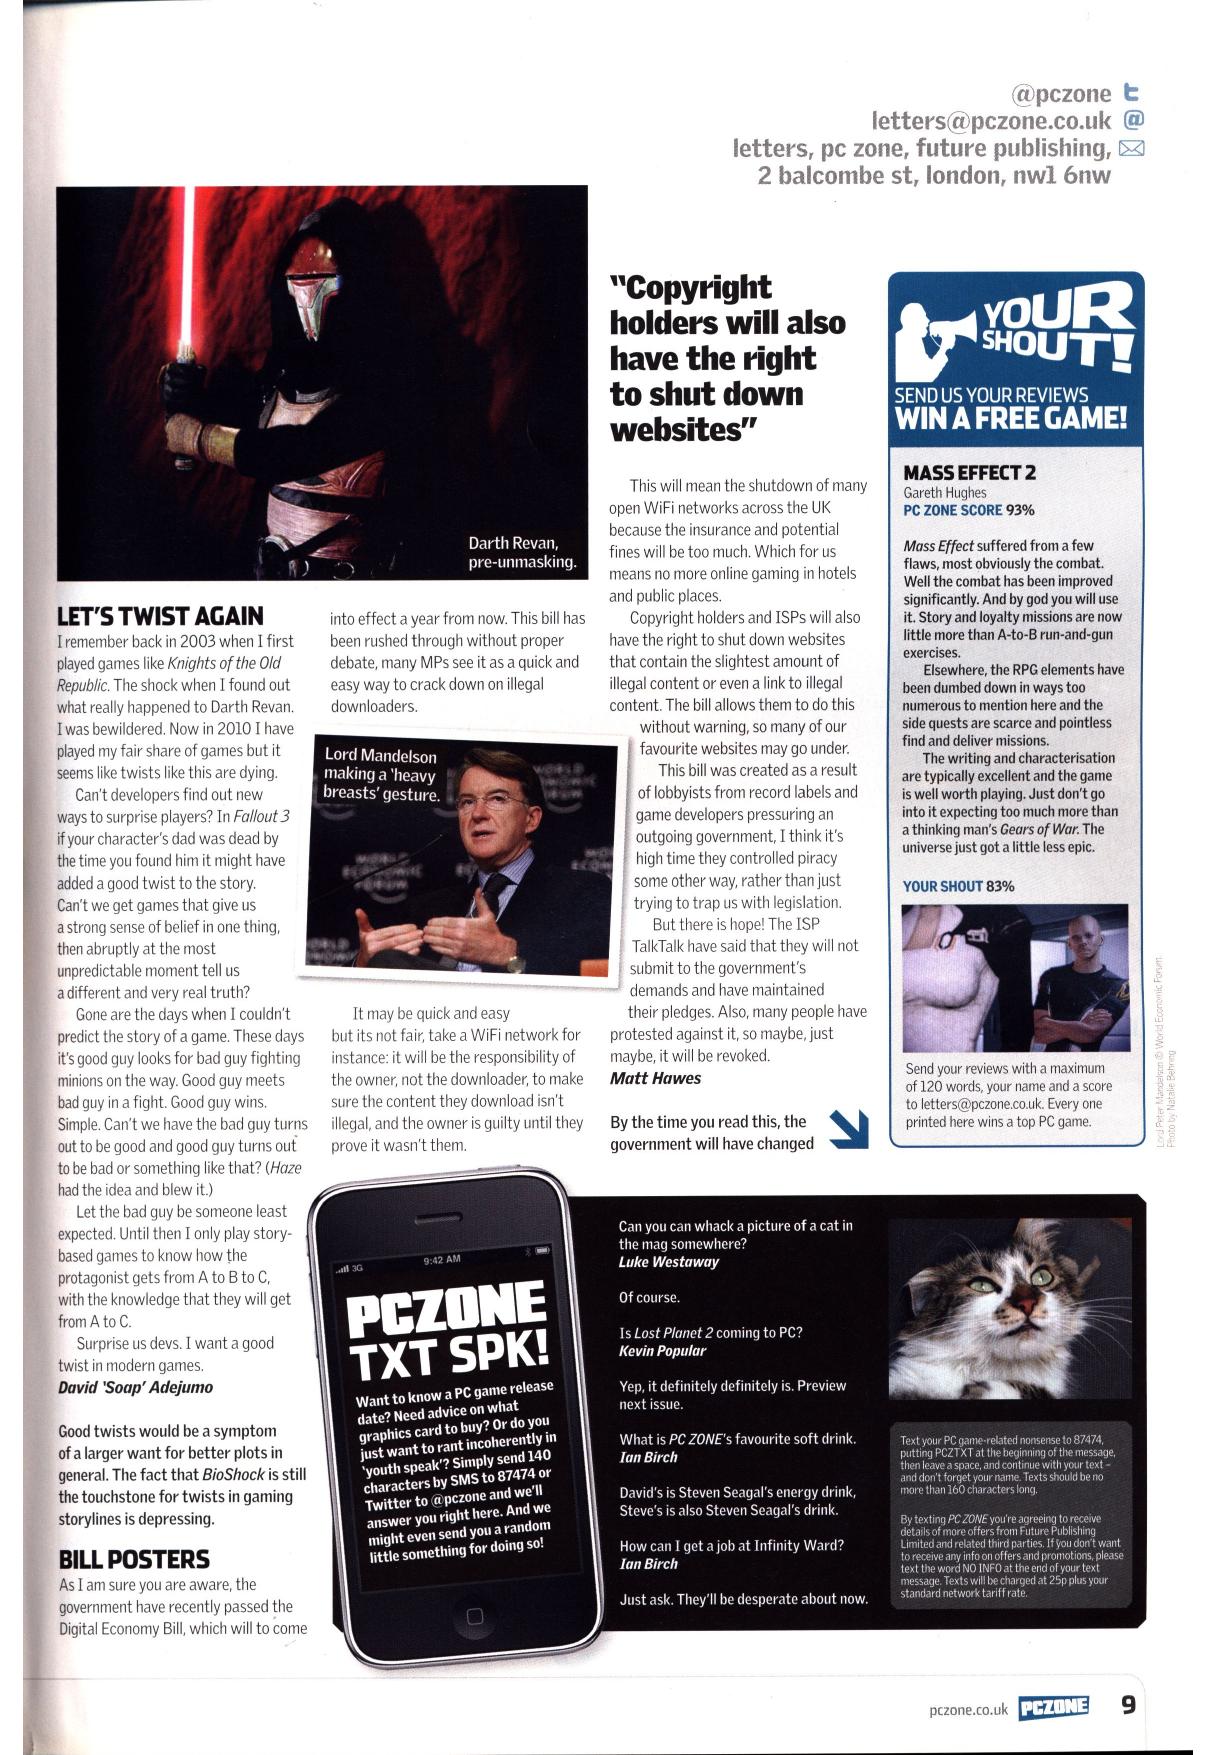 @pczone
letters@pczone.co.uk @
letters, pc zone, future publishing,
2 balcombe st, london, nw1 6nw
Darth Revan,
pre-unmasking.
LET'S TWIST AGAIN
I remember back in 2003 when I first
played games like Knights of the Old
Republic. The shock when I found out
what really happened to Darth Revan.
I was bewildered. Now in 2010 I have
played my fair share of games but it
seems like twists like this are dying.
Can't developers find out new
ways to surprise players? In Fallout 3
if your character's dad was dead by
the time you found him it might have
added a good twist to the story.
Can't we get games that give us
a strong sense of belief in one thing,
then abruptly at the most
unpredictable moment tell us
a different and very real truth?
Gone are the days when I couldn't
predict the story of a game. These days
it's good guy looks for bad guy fighting
minions on the way. Good guy meets
bad guy in a fight. Good guy wins.
Simple. Can't we have the bad guy turns
out to be good and good guy turns out
to be bad or something like that? (Haze
had the idea and blew it.)
Let the bad guy be someone least
expected. Until then I only play story-
based games to know how the
protagonist gets from A to B to C,
with the knowledge that they will get
from A to C.
Surprise us devs. I want a good
twist in modern games.
David 'Soap' Adejumo
Good twists would be a symptom
of a larger want for better plots in
general. The fact that BioShock is still
the touchstone for twists in gaming
storylines is depressing.
BILL POSTERS
As I am sure you are aware, the
government have recently passed the
Digital Economy Bill, which will to come
into effect a year from now. This bill has
been rushed through without proper
debate, many MPs see it as a quick and
easy way to crack down on illegal
downloaders.
Lord Mandelson
making a 'heavy
breasts' gesture.
It may be quick and easy
but its not fair, take a WiFi network for
instance: it will be the responsibility of
the owner, not the downloader, to make
sure the content they download isn't
illegal, and the owner is guilty until they
prove it wasn't them.
"Copyright
holders will also
have the right
to shut down
websites"
This will mean the shutdown of many
open WiFi networks across the UK
because the insurance and potential
fines will be too much. Which for us
means no more online gaming in hotels
and public places.
Copyright holders and ISPs will also
have the right to shut down websites
that contain the slightest amount of
illegal content or even a link to illegal
content. The bill allows them to do this
without warning, so many of our
favourite websites may go under.
This bill was created as a result
of lobbyists from record labels and
game developers pressuring an
outgoing government, I think it's
high time they controlled piracy
some other way, rather than just
trying to trap us with legislation.
But there is hope! The ISP
TalkTalk have said that they will not
submit to the government's
demands and have maintained
their pledges. Also, many people have
protested against it, so maybe, just
maybe, it will be revoked.
Matt Hawes
By the time you read this, the
government will have changed
YOUR
SHOUT!
SEND US YOUR REVIEWS
WIN A FREE GAME!
MASS EFFECT 2
Gareth Hughes
PC ZONE SCORE 93%
Mass Effect suffered from a few
flaws, most obviously the combat.
Well the combat has been improved
significantly. And by god you will use
it. Story and loyalty missions are now
little more than A-to-B run-and-gun
exercises.
Elsewhere, the RPG elements have
been dumbed down in ways too
numerous to mention here and the
side quests are scarce and pointless
find and deliver missions.
The writing and characterisation
are typically excellent and the game
is well worth playing. Just don't go
into it expecting too much more than
a thinking man's Gears of War. The
universe just got a little less epic.
YOUR SHOUT 83%
Send your reviews with a maximum
of 120 words, your name and a score
to letters@pczone.co.uk. Every one
printed here wins a top PC game.
Lord Peter Mandelson © World Economic Forum.
Photo by Natalie Behring
3G 9:42 AM
PCZONE
TXT SPK!
Want to know a PC game release
date? Need advice on what
graphics card to buy? Or do you
just want to rant incoherently in
'youth speak'? Simply send 140
characters by SMS to 87474 or
Twitter to @pczone and we'll
answer you right here. And we
might even send you a random
little something for doing so!
Can you can whack a picture of a cat in
the mag somewhere?
Luke Westaway
Of course.
Is Lost Planet 2 coming to PC?
Kevin Popular
Yep, it definitely definitely is. Preview
next issue.
What is PC ZONE's favourite soft drink.
Ian Birch
David's is Steven Seagal's energy drink,
Steve's is also Steven Seagal's drink.
How can I get a job at Infinity Ward?
Ian Birch
Just ask. They'll be desperate about now.
Text your PC game-related nonsense to 87474,
putting PCZTXT at the beginning of the message,
then leave a space, and continue with your text –
and don't forget your name. Texts should be no
more than 160 characters long.
By texting PC ZONE you're agreeing to receive
details of more offers from Future Publishing
Limited and related third parties. If you don't want
to receive any info on offers and promotions, please
text the word NO INFO at the end of your text
message. Texts will be charged at 25p plus your
standard network tariff rate.
pczone.co.uk PCZONE 9